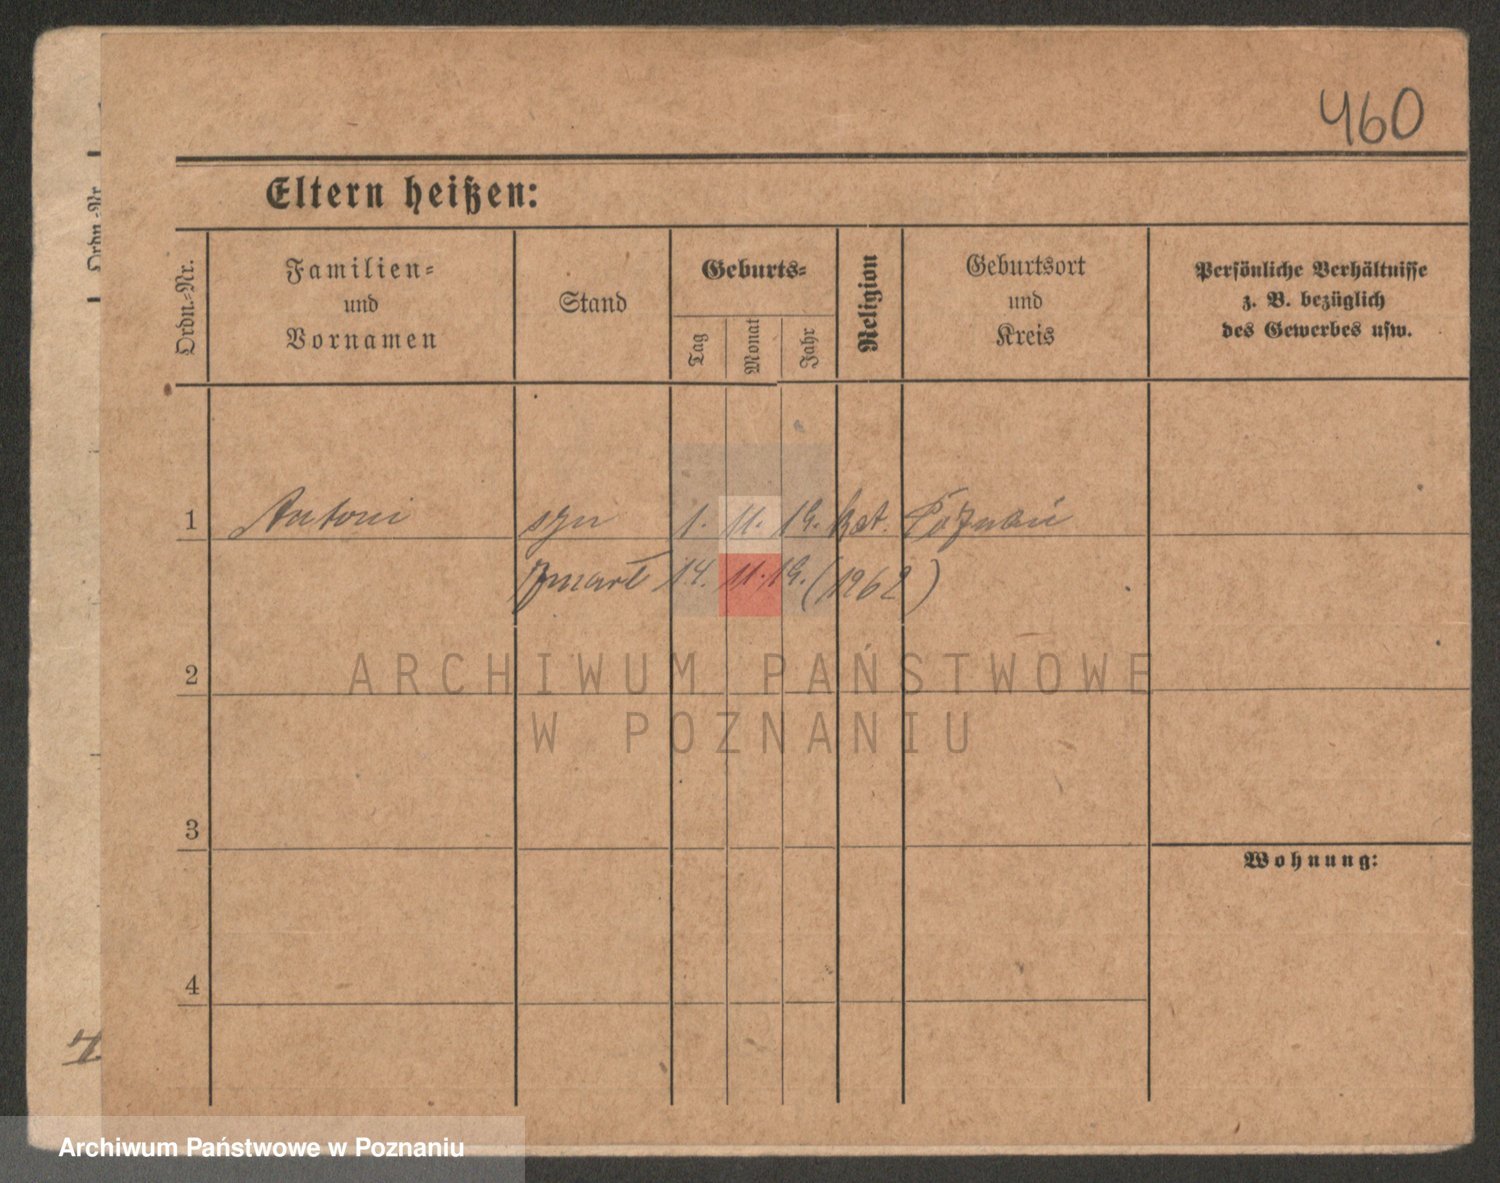 460
Eltern heißen:
Ordn.-Nr.
Ordn.-Nr.
Familien-
und
Vornamen
Stand
Geburts-
Tag
Monat
Jahr
Religion
Geburtsort
und
Kreis
Persönliche Verhältnisse
z. B. bezüglich
des Gewerbes usw.
1 Antoni syn 1. 11. 19. kat. Poznań
zmarł 14. 11. 19. (1962)
ARCHIWUM PAŃSTWOWE
W POZNANIU
2
3
Wohnung:
4
Archiwum Państwowe w Poznaniu